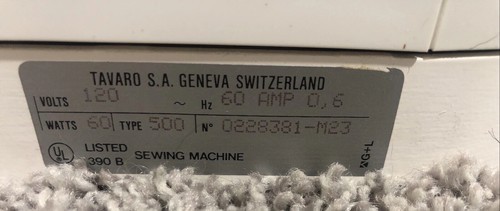 TAVARO S.A. GENEVA SWITZERLAND
VOLTS 120 ~ Hz 60 AMP 0,6
WATTS 60 TYPE 500 N° 0228381-M23
UL LISTED SEWING MACHINE
390 B
G+L